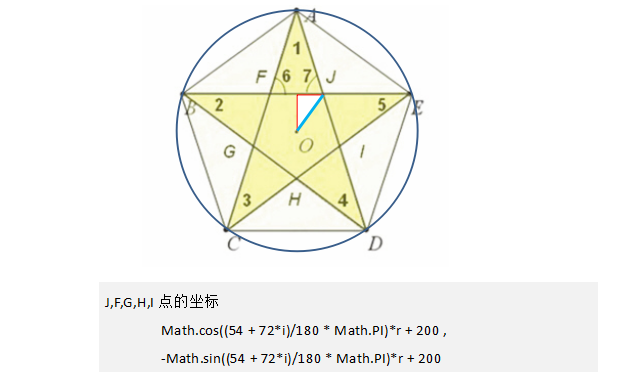 A
1
F 6 7 J
B 2 5 E
O
G I
3 H 4
C D
J,F,G,H,I 点的坐标
Math.cos((54 + 72*i)/180 * Math.PI)*r + 200 ,
-Math.sin((54 + 72*i)/180 * Math.PI)*r + 200